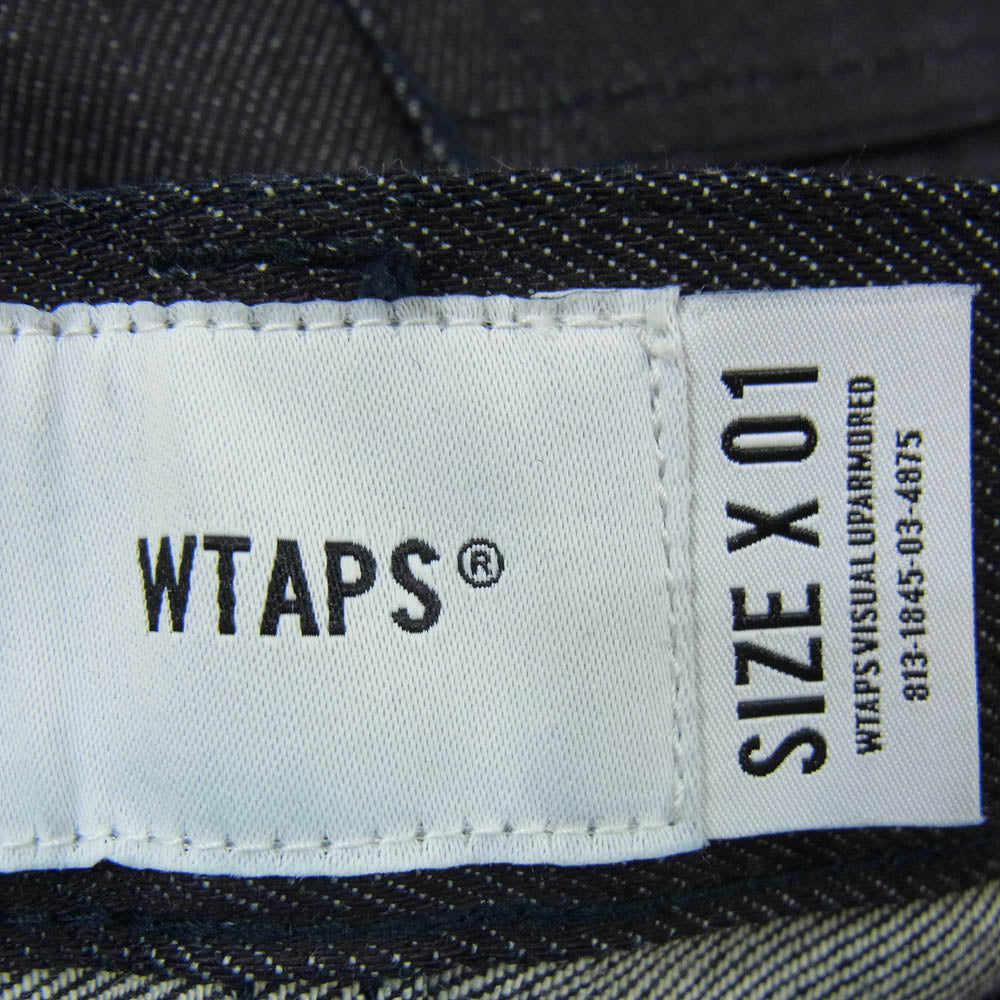 WTAPS®
SIZE X 01
WTAPS VISUAL UPARMORED
813-1845-03-4875